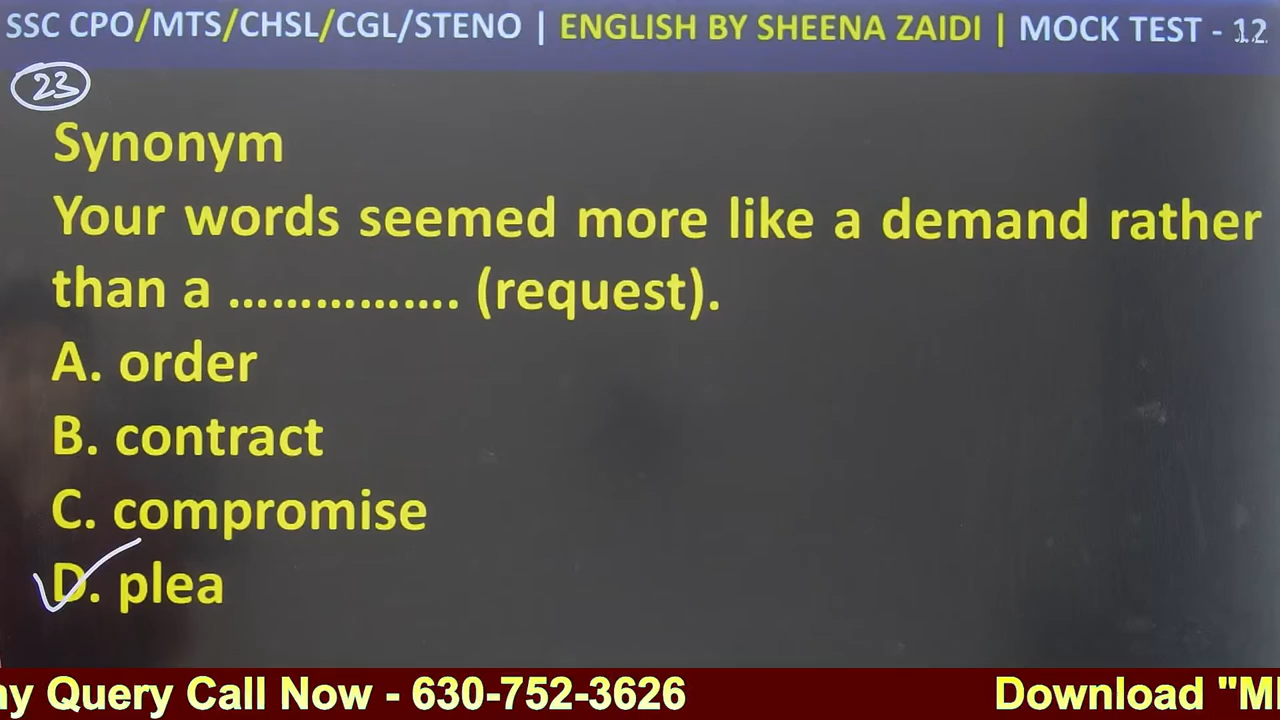 SSC CPO/MTS/CHSL/CGL/STENO | ENGLISH BY SHEENA ZAIDI | MOCK TEST - 12
23
Synonym
Your words seemed more like a demand rather
than a ................ (request).
A. order
B. contract
C. compromise
D. plea
Query Call Now - 630-752-3626
Download